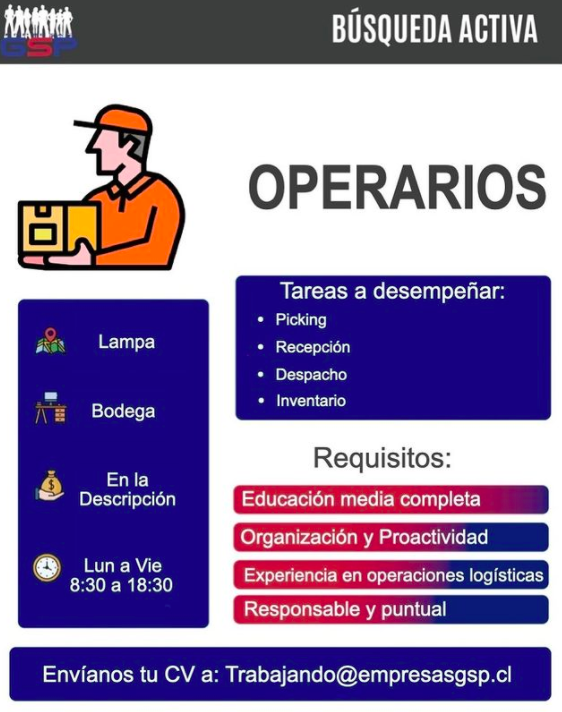 GSP
BÚSQUEDA ACTIVA
OPERARIOS
Lampa
Bodega
En la
Descripción
Lun a Vie
8:30 a 18:30
Tareas a desempeñar:
• Picking
• Recepción
• Despacho
• Inventario
Requisitos:
Educación media completa
Organización y Proactividad
Experiencia en operaciones logísticas
Responsable y puntual
Envíanos tu CV a: Trabajando@empresasgsp.cl